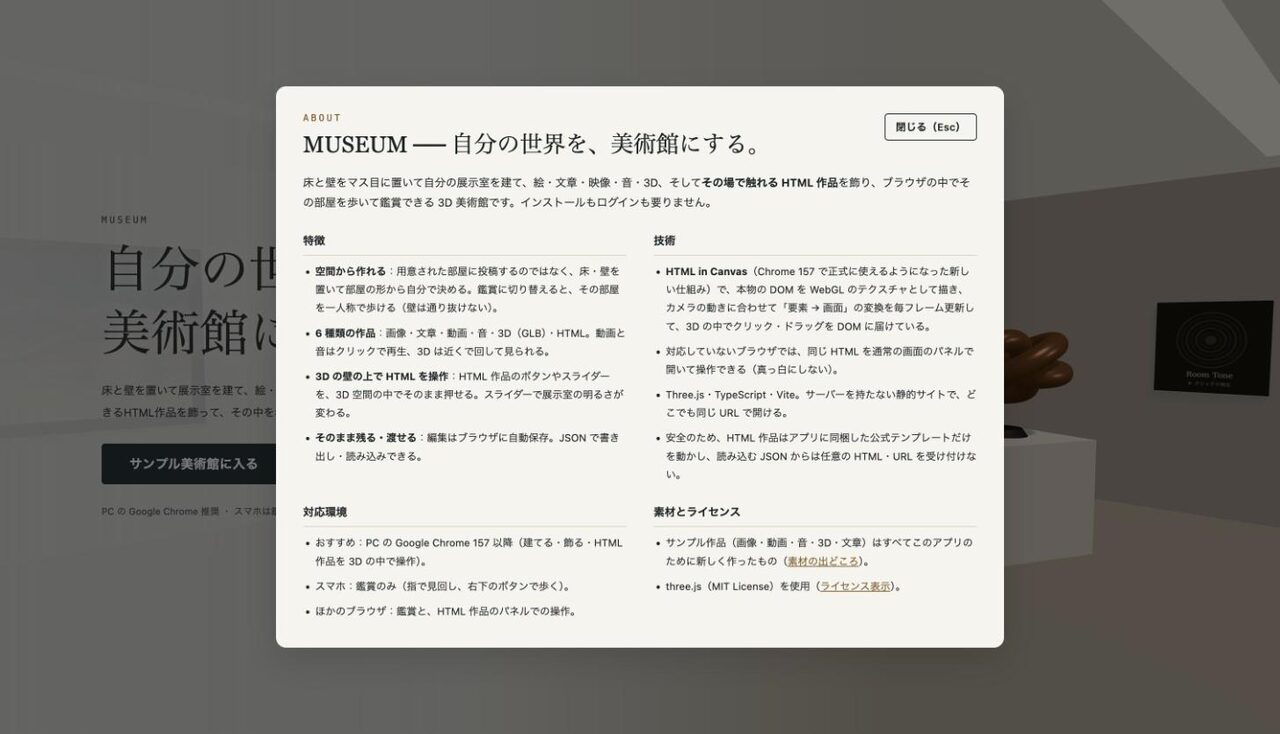 MUSEUM
自分の世
美術館に
床と壁を置いて展示室を建て、絵・
きるHTML作品を飾って、その中を
サンプル美術館に入る
PC の Google Chrome 推奨 ・ スマホは
ABOUT
MUSEUM — 自分の世界を、美術館にする。
閉じる（Esc）
床と壁をマス目に置いて自分の展示室を建て、絵・文章・映像・音・3D、そしてその場で触れる HTML 作品を飾り、ブラウザの中でそ
の部屋を歩いて鑑賞できる 3D 美術館です。インストールもログインも要りません。
特徴
• 空間から作れる：用意された部屋に投稿するのではなく、床・壁を
置いて部屋の形から自分で決める。鑑賞に切り替えると、その部屋
を一人称で歩ける（壁は通り抜けない）。
• 6 種類の作品：画像・文章・動画・音・3D（GLB）・HTML。動画と
音はクリックで再生、3D は近くで回して見られる。
• 3D の壁の上で HTML を操作：HTML 作品のボタンやスライダー
を、3D 空間の中でそのまま押せる。スライダーで展示室の明るさが
変わる。
• そのまま残る・渡せる：編集はブラウザに自動保存。JSON で書き
出し・読み込みできる。
技術
• HTML in Canvas（Chrome 157 で正式に使えるようになった新し
い仕組み）で、本物の DOM を WebGL のテクスチャとして描き、
カメラの動きに合わせて「要素 → 画面」の変換を毎フレーム更新し
て、3D の中でクリック・ドラッグを DOM に届けている。
• 対応していないブラウザでは、同じ HTML を通常の画面のパネルで
開いて操作できる（真っ白にしない）。
• Three.js・TypeScript・Vite。サーバーを持たない静的サイトで、ど
こでも同じ URL で開ける。
• 安全のため、HTML 作品はアプリに同梱した公式テンプレートだけ
を動かし、読み込む JSON からは任意の HTML・URL を受け付けな
い。
対応環境
• おすすめ：PC の Google Chrome 157 以降（建てる・飾る・HTML
作品を 3D の中で操作）。
• スマホ：鑑賞のみ（指で見回し、右下のボタンで歩く）。
• ほかのブラウザ：鑑賞と、HTML 作品のパネルでの操作。
素材とライセンス
• サンプル作品（画像・動画・音・3D・文章）はすべてこのアプリの
ために新しく作ったもの（素材の出どころ）。
• three.js（MIT License）を使用（ライセンス表示）。
Room Tone